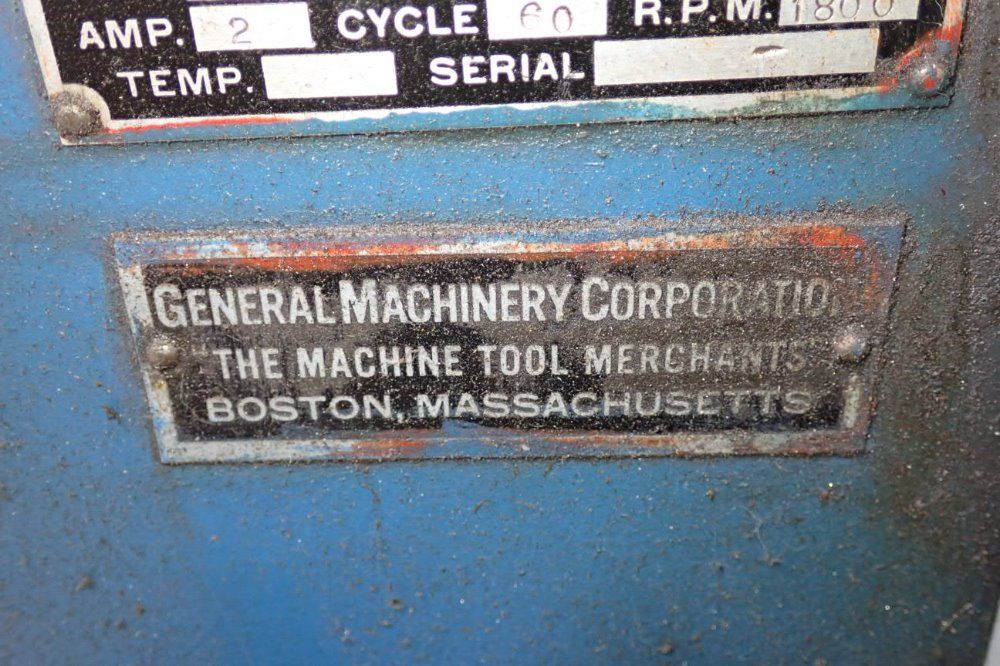 AMP. 2 CYCLE 60 R.P.M. 1800
TEMP. SERIAL
GENERAL MACHINERY CORPORATION
"THE MACHINE TOOL MERCHANTS"
BOSTON, MASSACHUSETTS